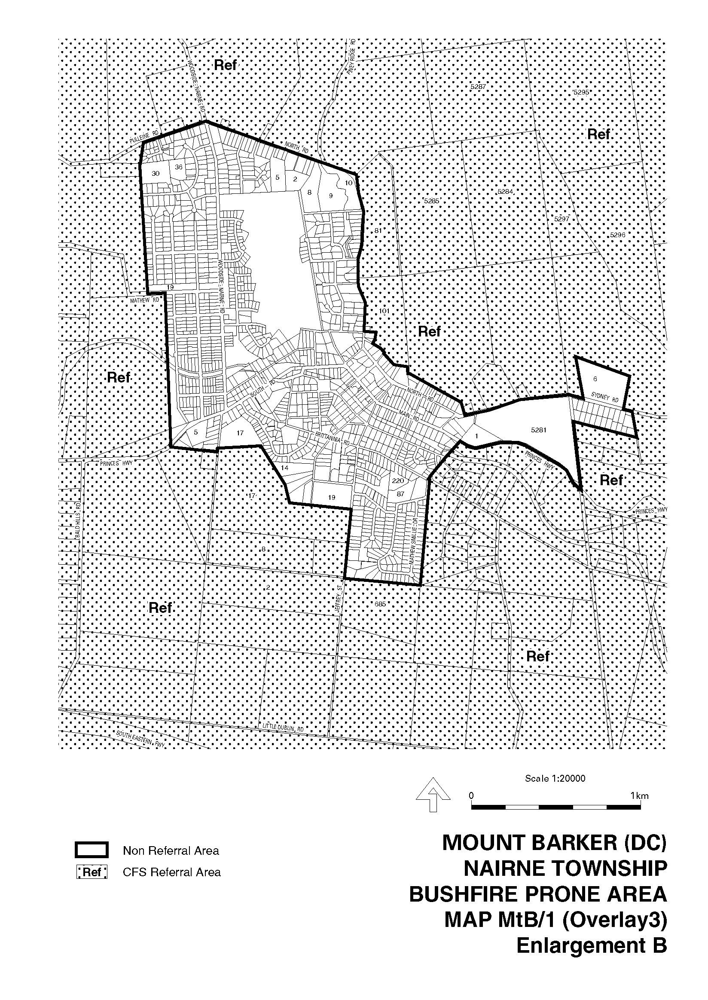 PINEY RIDGE RD
WOODSIDE - NAIRNE - RD
Ref
5287
5295
Ref
PULLEINE RD
NORTH RD
36
30
5
2
10
8
9
5284
5285
5297
81
5296
WOODSIDE - NAIRNE - RD
19
MATHEW RD
101
Ref
Ref
6
SOUTH RD
NORTH RD
SYDNEY RD
MAIN RD
5281
5
17
1
BRITTANNIA RD
PRINCES HWY
PRINCES HWY
14
220
Ref
87
17
19
PRINCES HWY
BALD HILLS RD
MATHEW SMILLIE DR
8
2
JEFFREY ST
685
Ref
Ref
LITTLE DUBLIN RD
SOUTH EASTERN FWY
Scale 1:20000
0 1km
MOUNT BARKER (DC)
NAIRNE TOWNSHIP
BUSHFIRE PRONE AREA
MAP MtB/1 (Overlay3)
Enlargement B
Non Referral Area
Ref CFS Referral Area